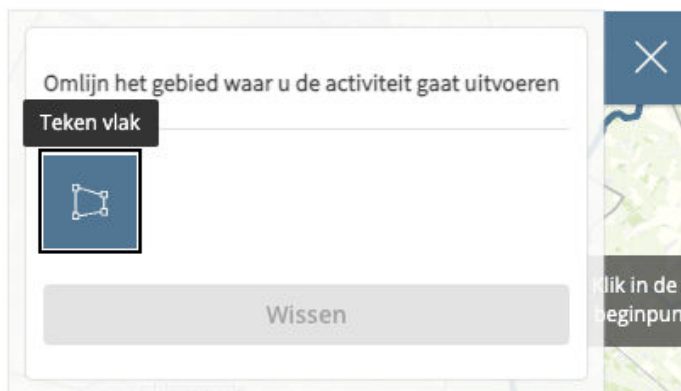 Omlijn het gebied waar u de activiteit gaat uitvoeren
Teken vlak
Wissen
in de